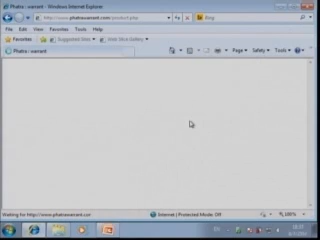 Phatra : warrant - Windows Internet Explorer
http://www.phatrawarrant.com/product.php
Bing
File Edit View Favorites Tools Help
Favorites Suggested Sites Web Slice Gallery
Phatra : warrant Page Safety Tools
Waiting for http://www.phatrawarrant.cor Internet | Protected Mode: Off 100%
EN